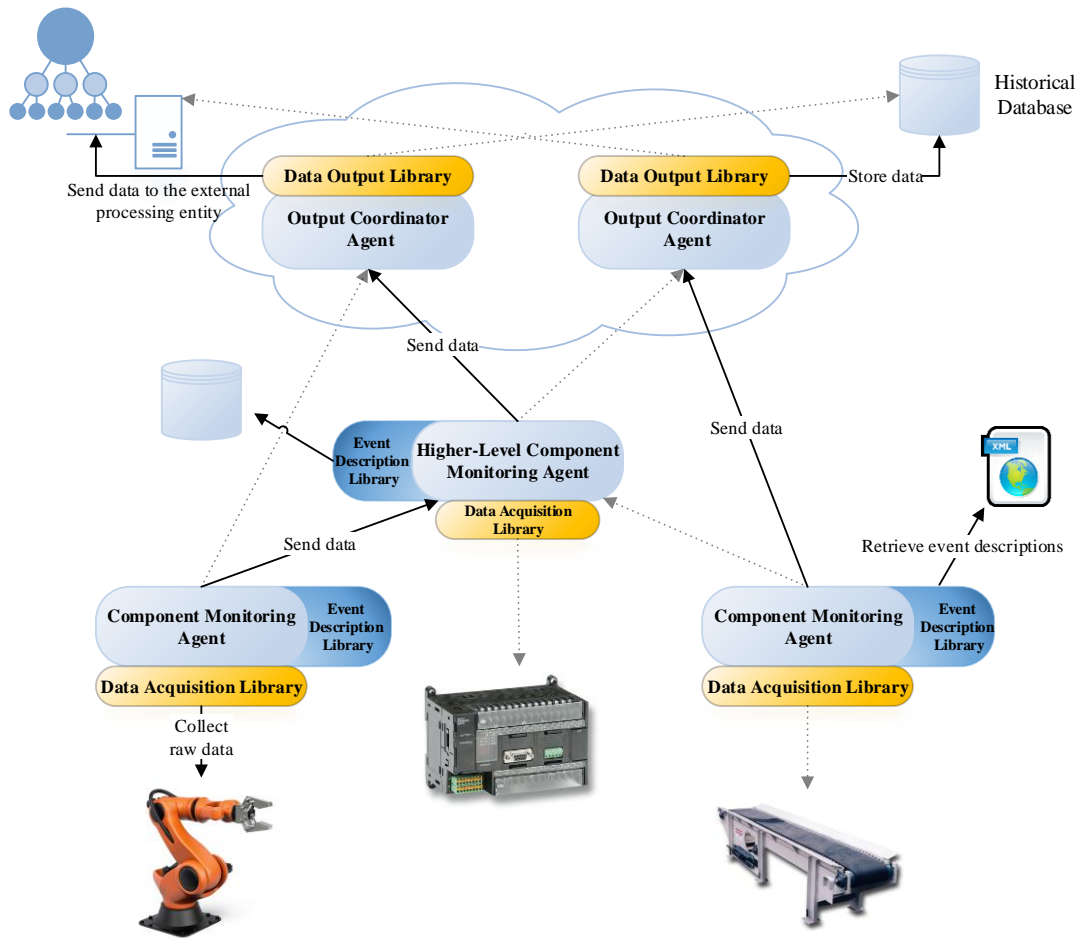 Historical
Database
Data Output Library
Data Output Library
Send data to the external
processing entity
Store data
Output Coordinator
Agent
Output Coordinator
Agent
Send data
Send data
Event
Description
Library
Higher-Level Component
Monitoring Agent
XML
Data Acquisition
Library
Send data
Retrieve event descriptions
Component Monitoring
Agent
Event
Description
Library
Component Monitoring
Agent
Event
Description
Library
Data Acquisition Library
Data Acquisition Library
Collect
raw data